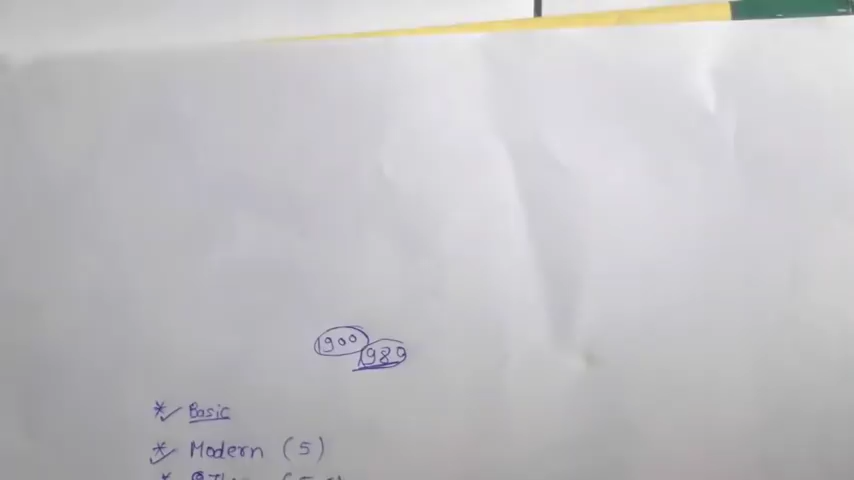 1900
1989
* ✓ Basic
* ✓ Modern (5)